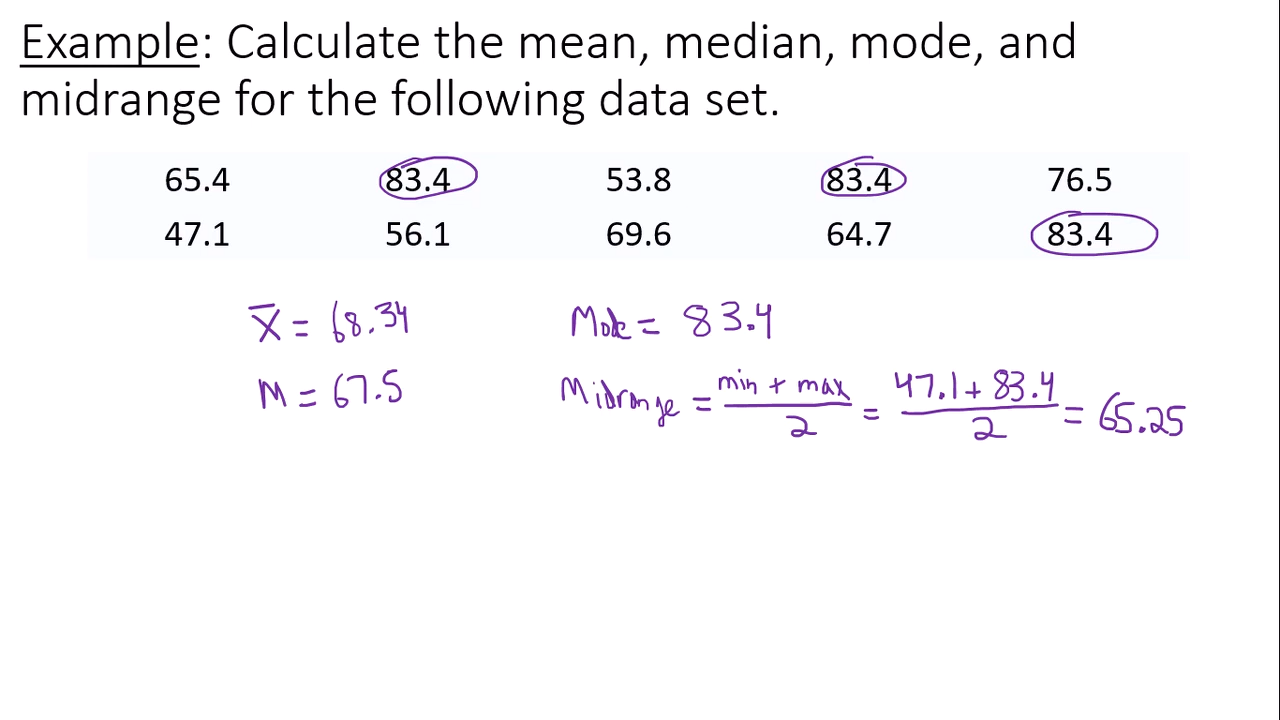 Example: Calculate the mean, median, mode, and
midrange for the following data set.
65.4 83.4 53.8 83.4 76.5
47.1 56.1 69.6 64.7 83.4
x̄ = 68.34 Mode = 83.4
M = 67.5 Midrange = (min + max)/2 = (47.1 + 83.4)/2 = 65.25